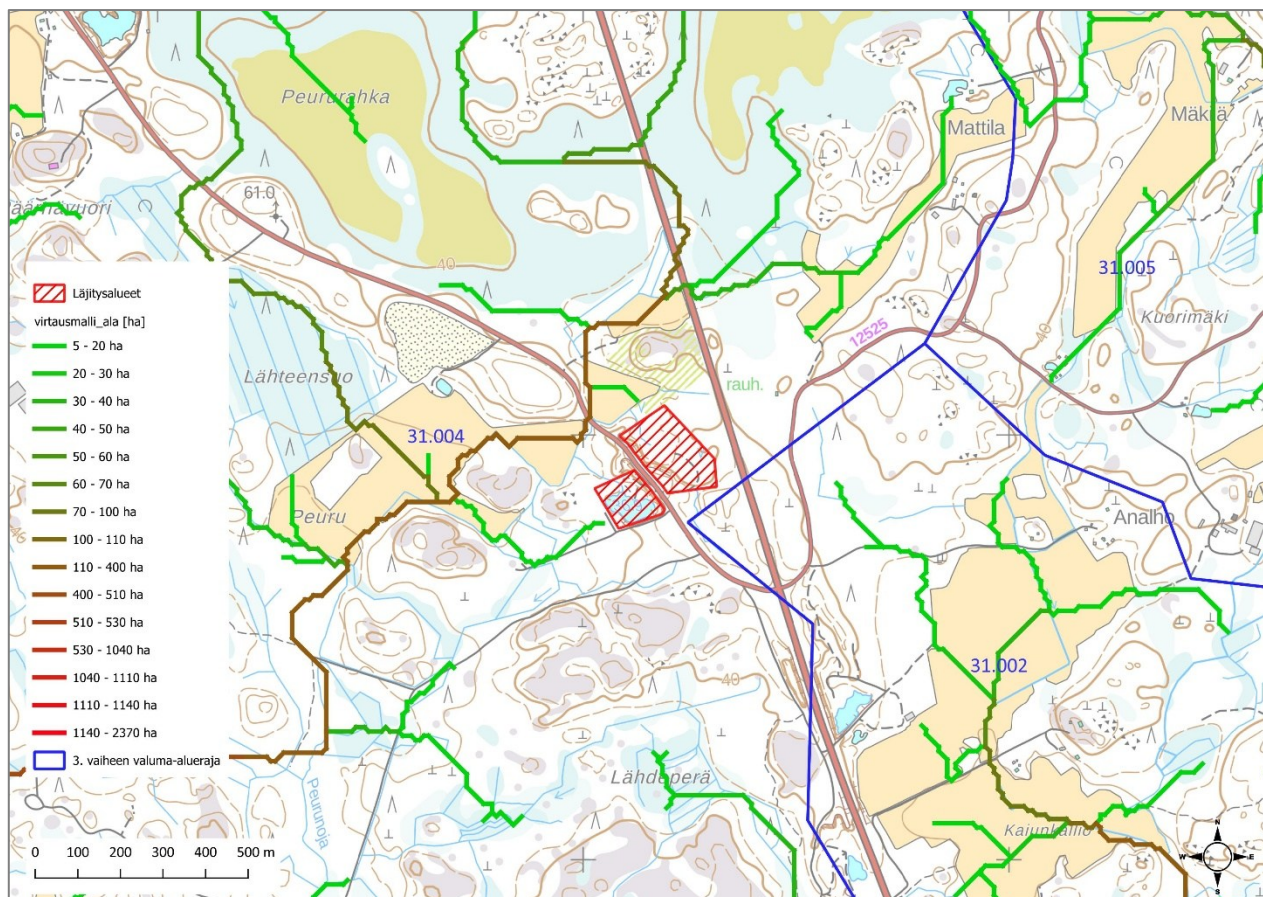 Peururahka
Mattila
Mäkilä
61.0
äärnävuori
40
31.005
Kuorimäki
12525
rauh.
Läjitysalueet
virtausmalli_ala [ha]
5 - 20 ha
20 - 30 ha
30 - 40 ha
40 - 50 ha
50 - 60 ha
60 - 70 ha
70 - 100 ha
100 - 110 ha
110 - 400 ha
400 - 510 ha
510 - 530 ha
530 - 1040 ha
1040 - 1110 ha
1110 - 1140 ha
1140 - 2370 ha
3. vaiheen valuma-alueraja
Lähteensuo
40
31.004
Peuru
Analho
31.002
40
Lähdeperä
Peurunoja
Kajunkallio
0 100 200 300 400 500 m
N
W E
S